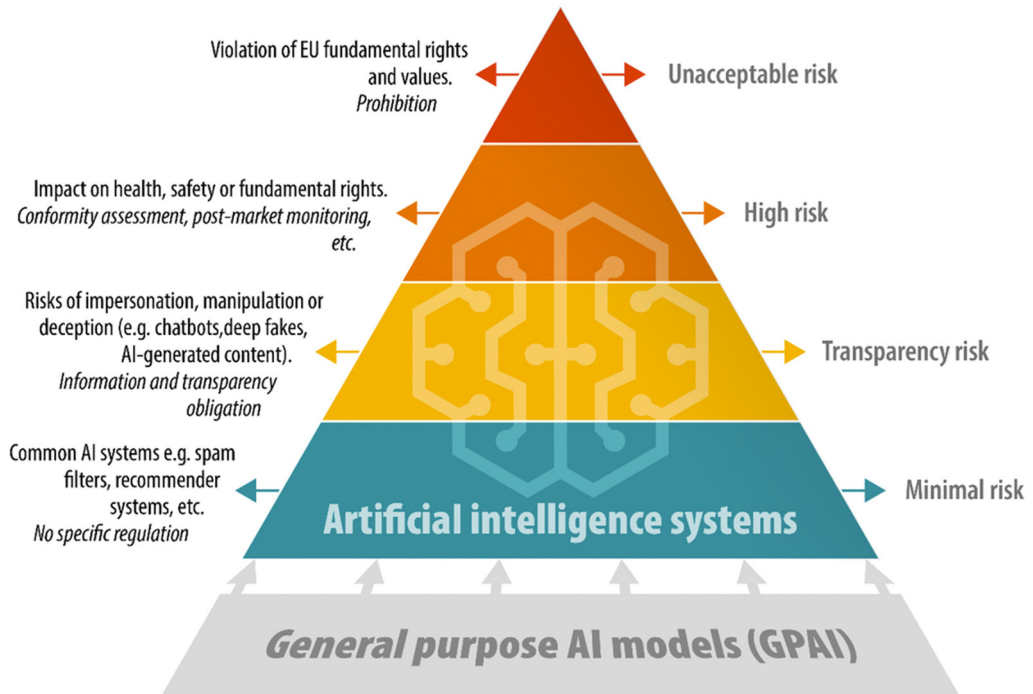 Violation of EU fundamental rights
and values.
Prohibition
Unacceptable risk
Impact on health, safety or fundamental rights.
Conformity assessment, post-market monitoring,
etc.
High risk
Risks of impersonation, manipulation or
deception (e.g. chatbots,deep fakes,
AI-generated content).
Information and transparency
obligation
Transparency risk
Common AI systems e.g. spam
filters, recommender
systems, etc.
No specific regulation
Minimal risk
Artificial intelligence systems
General purpose AI models (GPAI)